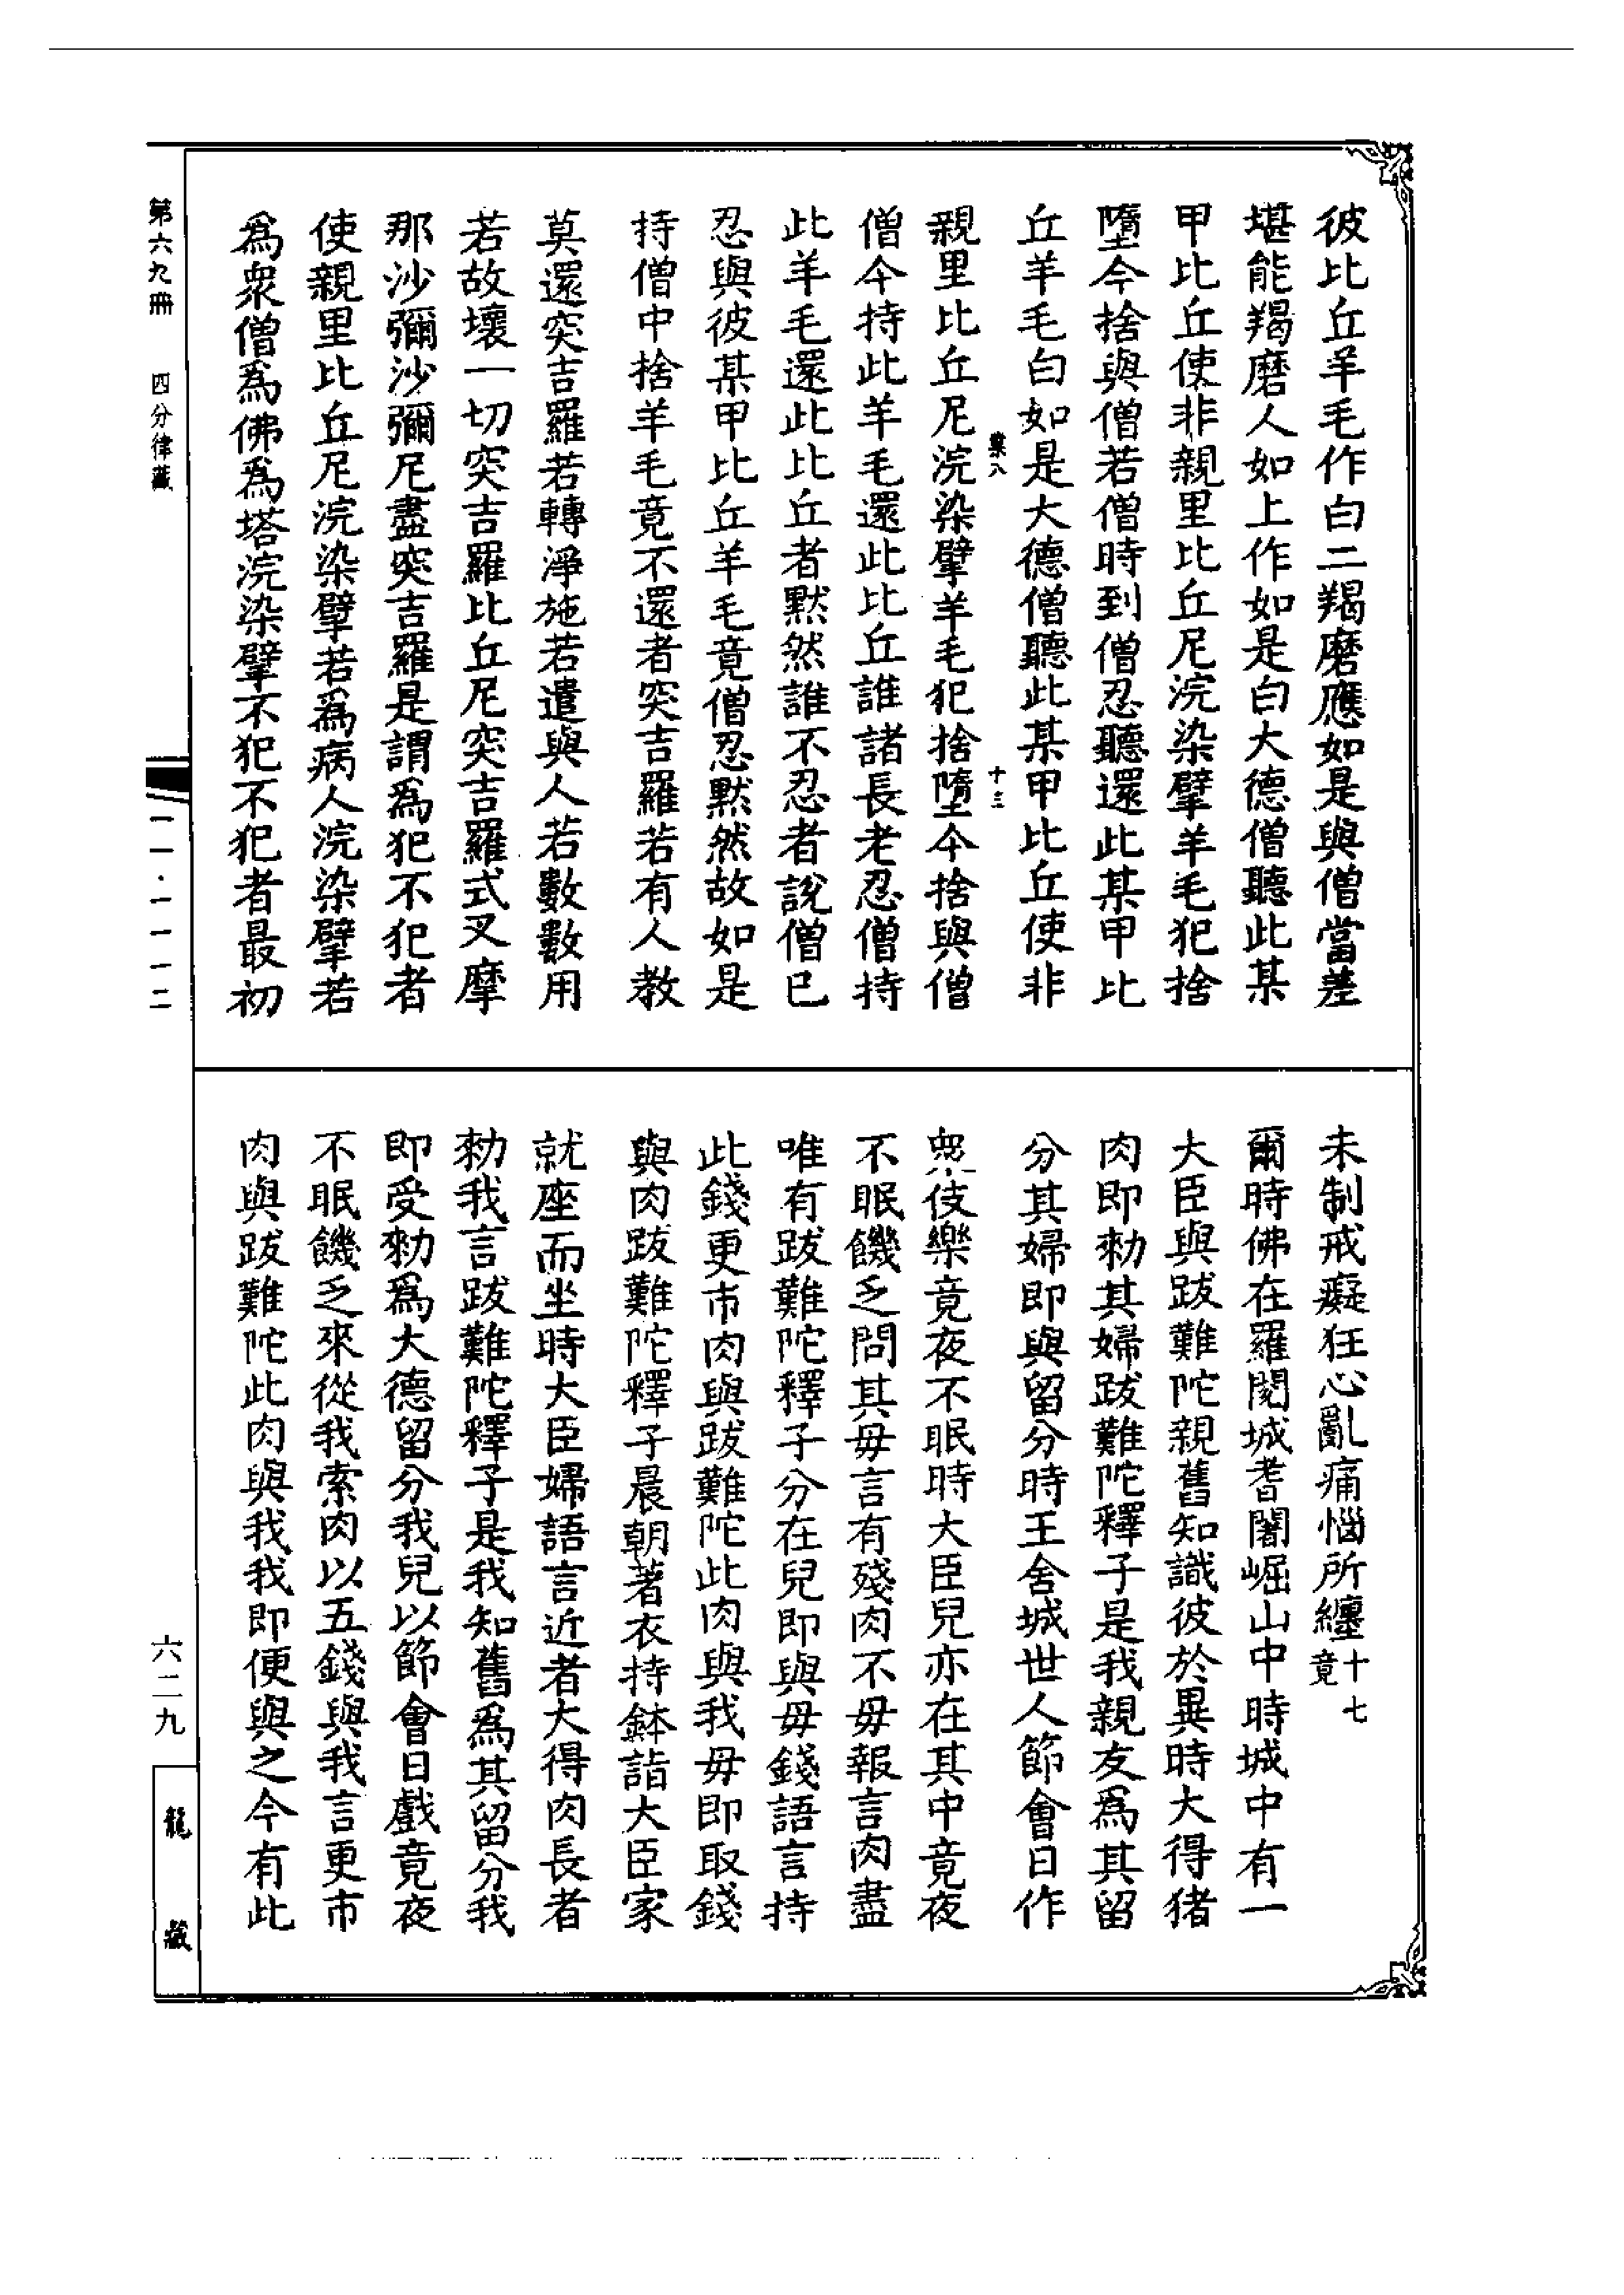 彼比丘羊毛作白二羯磨應如是與僧當差
堪能羯磨人如上作如是白大德僧聽此某
甲比丘使非親里比丘尼浣染擘羊毛犯捨
墮今捨與僧若僧時到僧忍聽還此某甲比
丘羊毛白如是大德僧聽此某甲比丘使非
業八
十三
親里比丘尼浣染擘羊毛犯捨墮今捨與僧
僧今持此羊毛還此比丘誰諸長老忍僧持
此羊毛還此比丘者默然誰不忍者說僧已
忍與彼某甲比丘羊毛竟僧忍默然故如是
持僧中捨羊毛竟不還者突吉羅若有人教
莫還突吉羅若轉淨施若遣與人若數數用
若故壞一切突吉羅比丘尼突吉羅式叉摩
那沙彌沙彌尼盡突吉羅是謂為犯不犯者
使親里比丘尼浣染擘若為病人浣染擘若
為眾僧為佛為塔浣染擘不犯不犯者最初
未制戒癡狂心亂痛惱所纏十七竟
爾時佛在羅閱城耆闍崛山中時城中有一
大臣與跋難陀親舊知識彼於異時大得猪
肉即勑其婦跋難陀釋子是我親友為其留
分其婦即與留分時王舍城世人節會日作
眾伎樂竟夜不眠時大臣兒亦在其中竟夜
不眠饑乏問其毋言有殘肉不毋報言肉盡
唯有跋難陀釋子分在兒即與毋錢語言持
此錢更市肉與跋難陀此肉與我毋即取錢
與肉跋難陀釋子晨朝著衣持鉢詣大臣家
就座而坐時大臣婦語言近者大得肉長者
勑我言跋難陀釋子是我知舊為其留分我
即受勑為大德留分我兒以節會日戲竟夜
不眠饑乏來從我索肉以五錢與我言更市
肉與跋難陀此肉與我我即便與之今有此
第六九冊 四分律藏
一一·一一一二
六二九
龍藏